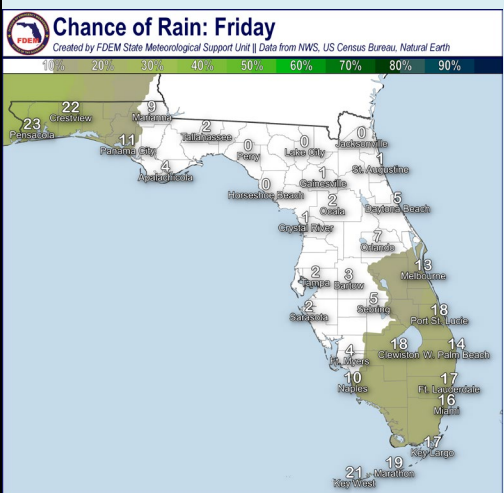 FDEM
Chance of Rain: Friday
Created by FDEM State Meteorological Support Unit || Data from NWS, US Census Bureau, Natural Earth
10% 20% 30% 40% 50% 60% 70% 80% 90%
22
Crestview
23
Pensacola
9
Marianna
11
Panama City
2
Tallahassee
4
Apalachicola
0
Perry
0
Lake City
0
Jacksonville
1
St. Augustine
1
Gainesville
0
Horseshoe Beach
2
Ocala
5
Daytona Beach
1
Crystal River
7
Orlando
13
Melbourne
2
Tampa
3
Bartow
5
Sebring
2
Sarasota
18
Port St. Lucie
4
Ft. Myers
18
Clewiston
14
W. Palm Beach
10
Naples
17
Ft. Lauderdale
16
Miami
17
Key Largo
19
Marathon
21
Key West